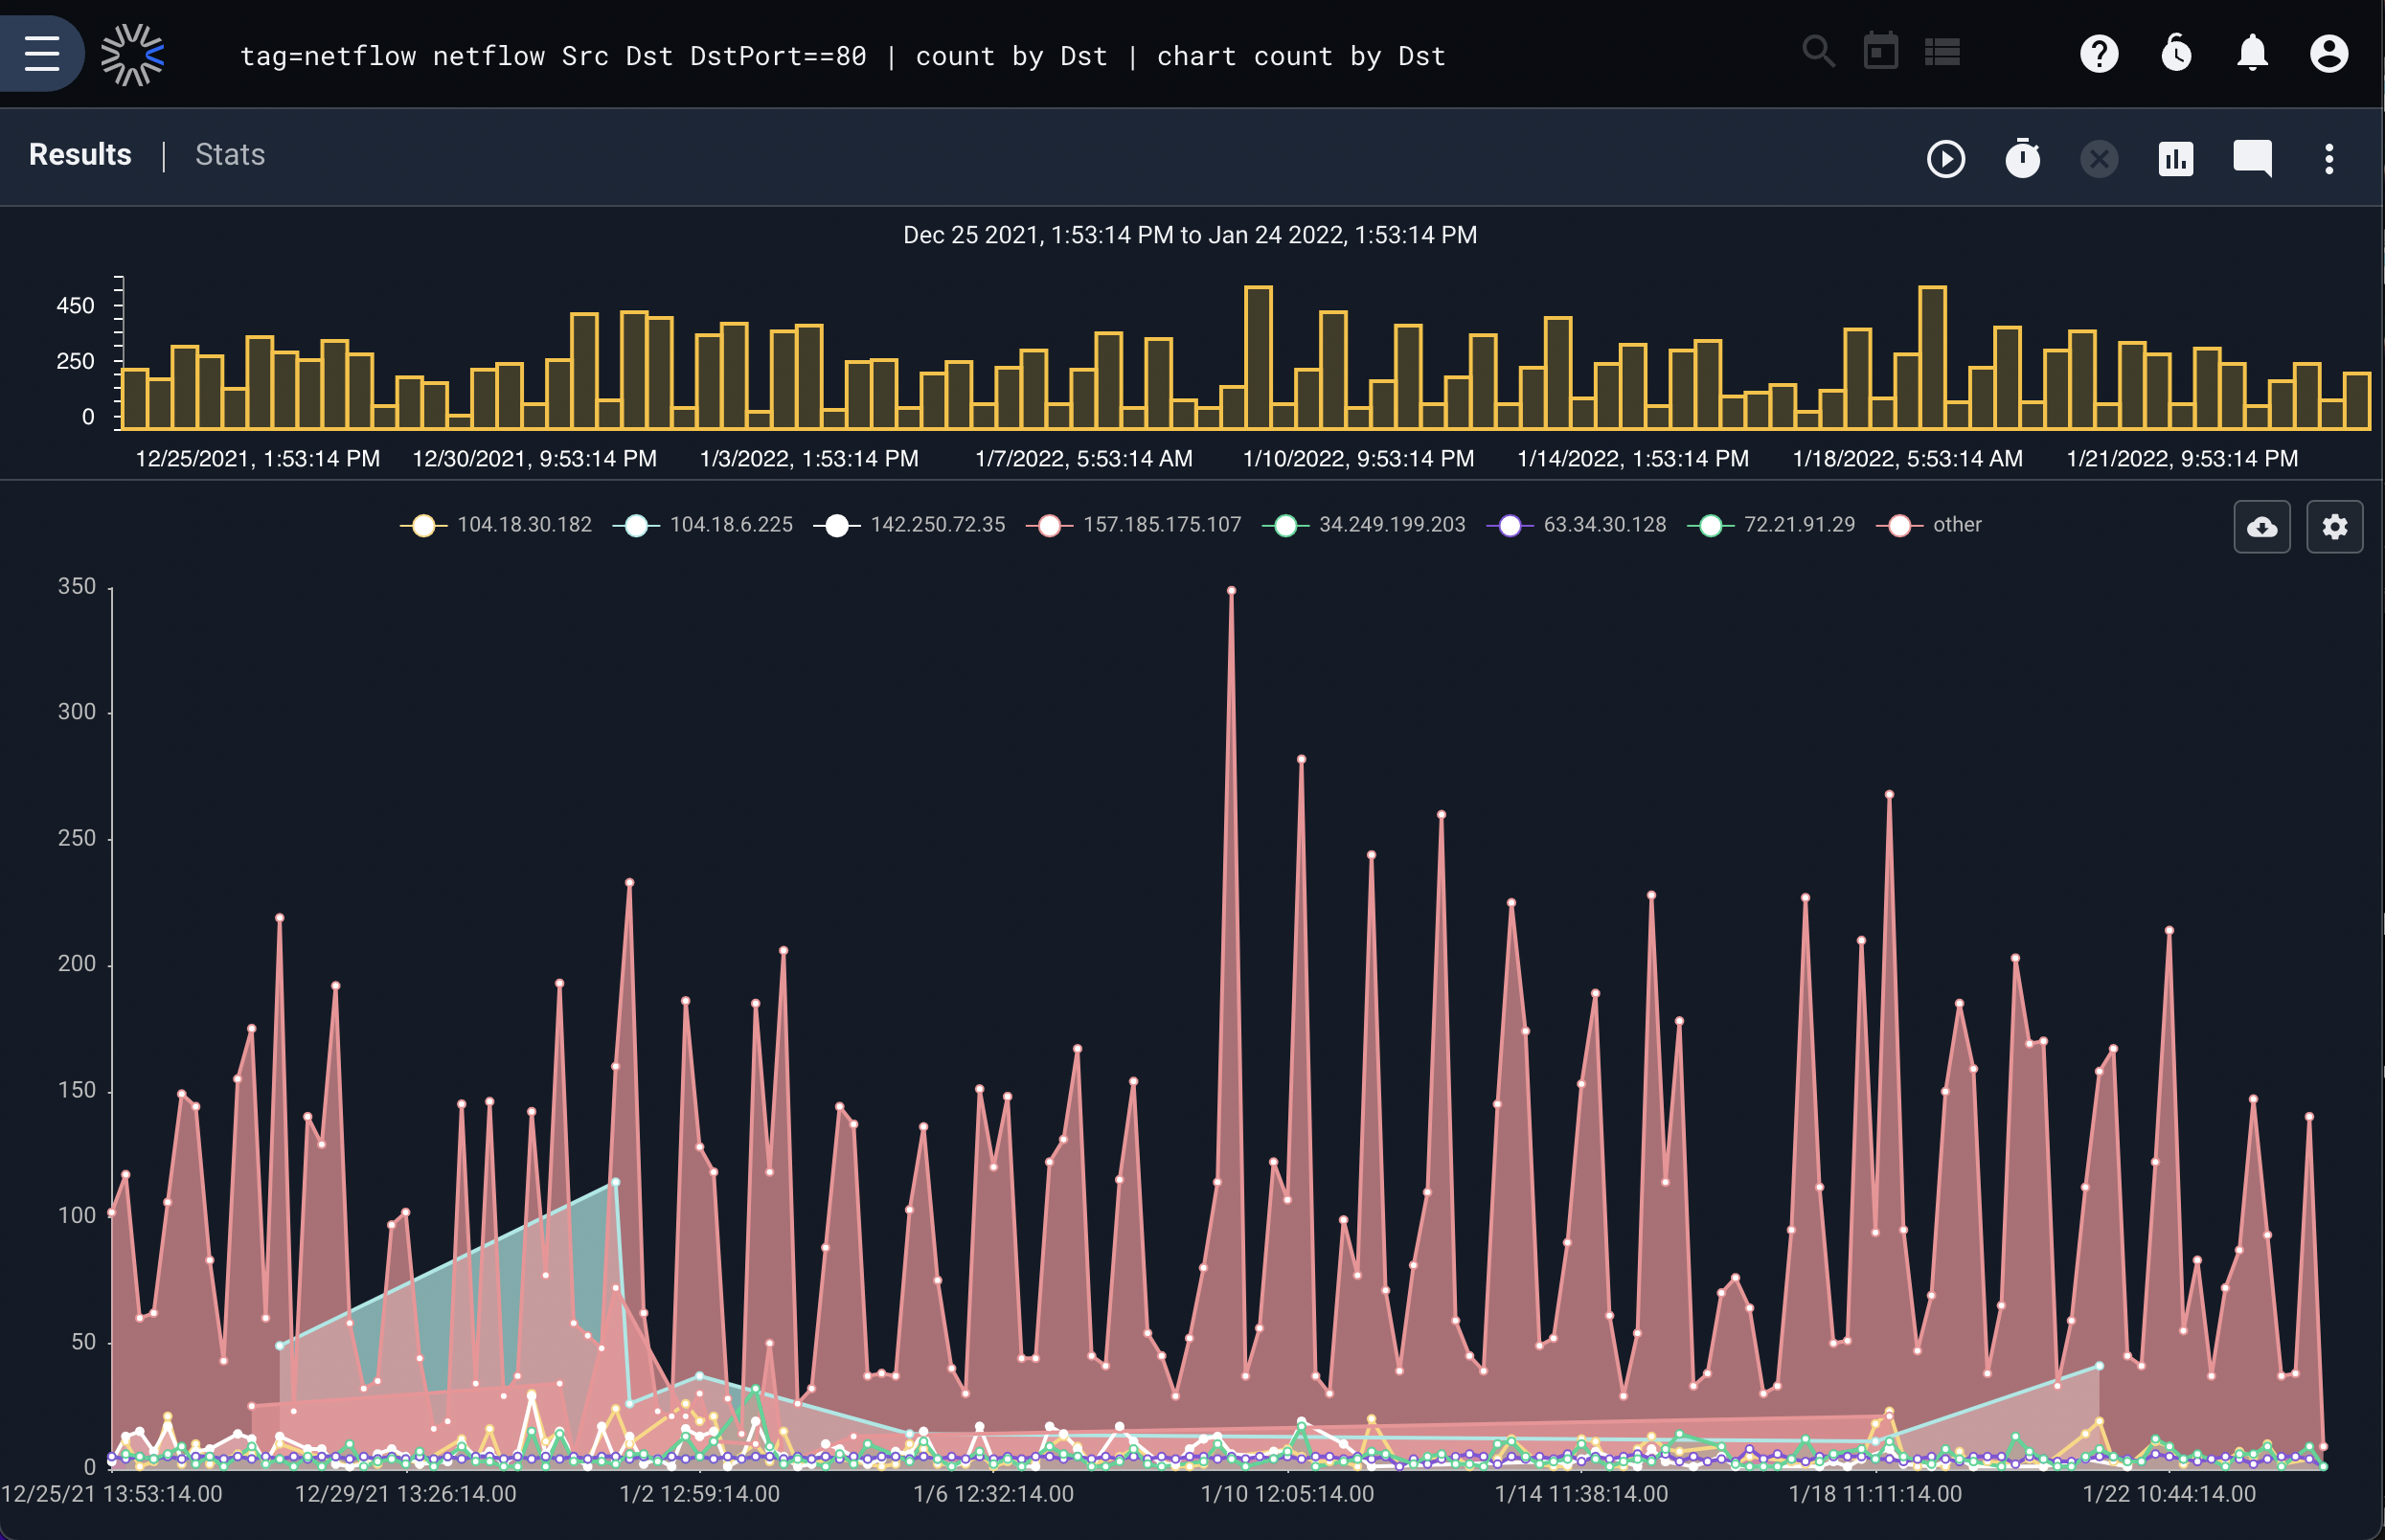 tag=netflow netflow Src Dst DstPort==80 | count by Dst | chart count by Dst
Results | Stats
Dec 25 2021, 1:53:14 PM to Jan 24 2022, 1:53:14 PM
450
250
0
12/25/2021, 1:53:14 PM 12/30/2021, 9:53:14 PM 1/3/2022, 1:53:14 PM 1/7/2022, 5:53:14 AM 1/10/2022, 9:53:14 PM 1/14/2022, 1:53:14 PM 1/18/2022, 5:53:14 AM 1/21/2022, 9:53:14 PM
104.18.30.182 104.18.6.225 142.250.72.35 157.185.175.107 34.249.199.203 63.34.30.128 72.21.91.29 other
350
300
250
200
150
100
50
0
12/25/21 13:53:14.00 12/29/21 13:26:14.00 1/2 12:59:14.00 1/6 12:32:14.00 1/10 12:05:14.00 1/14 11:38:14.00 1/18 11:11:14.00 1/22 10:44:14.00